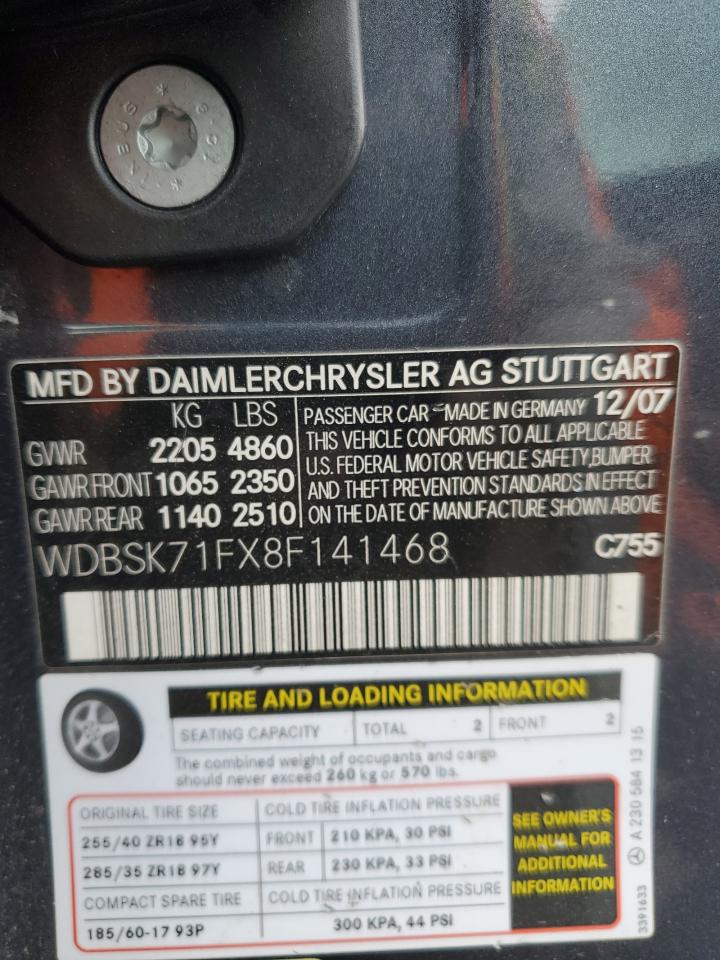 * INBUS * 9.01
MFD BY DAIMLERCHRYSLER AG STUTTGART
KG LBS
GVWR 2205 4860
GAWR FRONT 1065 2350
GAWR REAR 1140 2510
PASSENGER CAR - MADE IN GERMANY 12/07
THIS VEHICLE CONFORMS TO ALL APPLICABLE
U.S. FEDERAL MOTOR VEHICLE SAFETY, BUMPER
AND THEFT PREVENTION STANDARDS IN EFFECT
ON THE DATE OF MANUFACTURE SHOWN ABOVE
WDBSK71FX8F141468 C755
TIRE AND LOADING INFORMATION
SEATING CAPACITY TOTAL 2 FRONT 2
The combined weight of occupants and cargo
should never exceed 260 kg or 570 lbs.
ORIGINAL TIRE SIZE COLD TIRE INFLATION PRESSURE
255/40 ZR18 95Y FRONT 210 KPA, 30 PSI
285/35 ZR18 97Y REAR 230 KPA, 33 PSI
COMPACT SPARE TIRE COLD TIRE INFLATION PRESSURE
185/60-17 93P 300 KPA, 44 PSI
SEE OWNER'S
MANUAL FOR
ADDITIONAL
INFORMATION
A 230 584 13 15
3391633